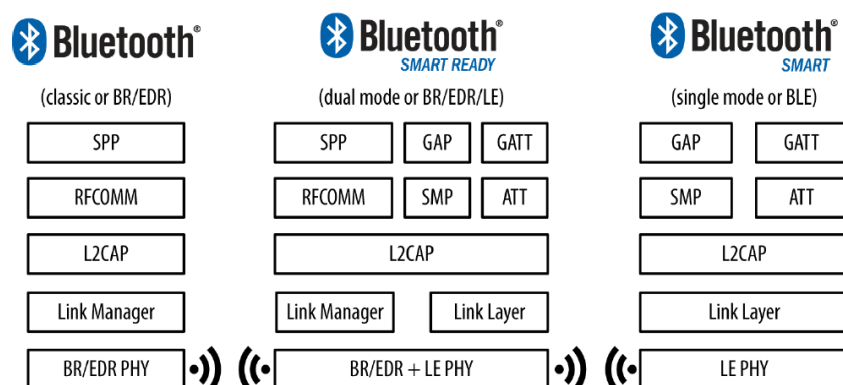 Bluetooth®
(classic or BR/EDR)
SPP
RFCOMM
L2CAP
Link Manager
BR/EDR PHY
Bluetooth®
SMART READY
(dual mode or BR/EDR/LE)
SPP GAP GATT
RFCOMM SMP ATT
L2CAP
Link Manager Link Layer
BR/EDR + LE PHY
Bluetooth®
SMART
(single mode or BLE)
GAP GATT
SMP ATT
L2CAP
Link Layer
LE PHY